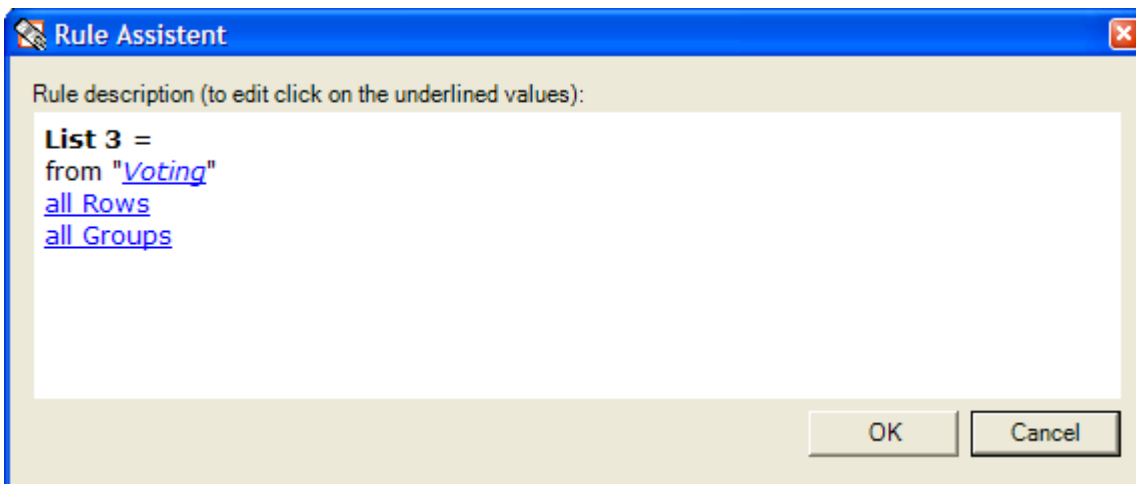 Rule Assistent
Rule description (to edit click on the underlined values):
List 3 =
from "Voting"
all Rows
all Groups
OK Cancel